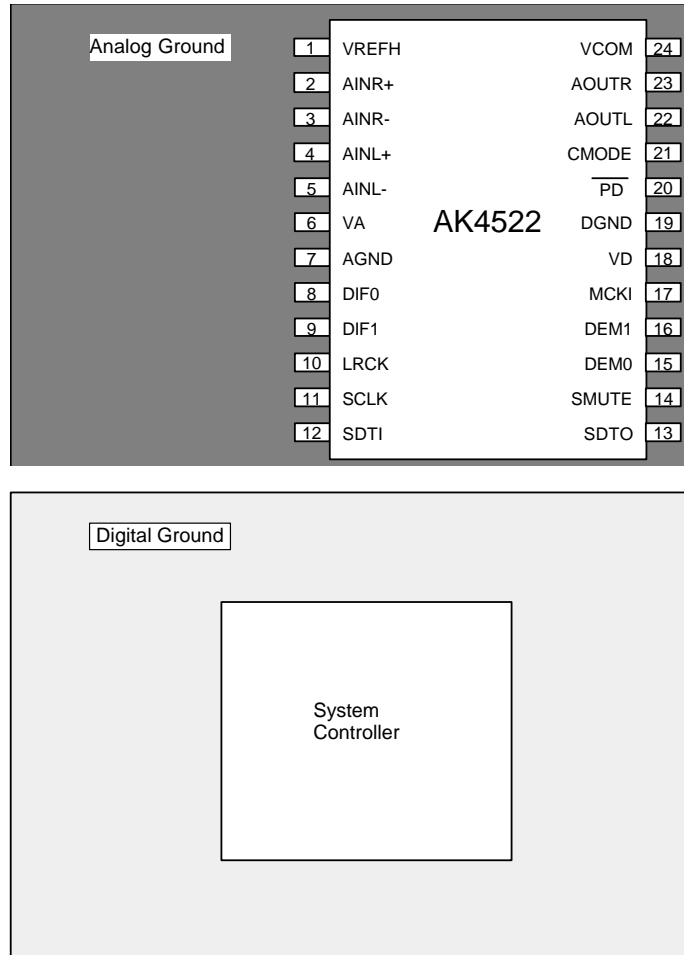 Analog Ground
1 VREFH VCOM 24
2 AINR+ AOUTR 23
3 AINR- AOUTL 22
4 AINL+ CMODE 21
5 AINL- PD 20
6 VA AK4522 DGND 19
7 AGND VD 18
8 DIF0 MCKI 17
9 DIF1 DEM1 16
10 LRCK DEM0 15
11 SCLK SMUTE 14
12 SDTI SDTO 13
Digital Ground
System
Controller